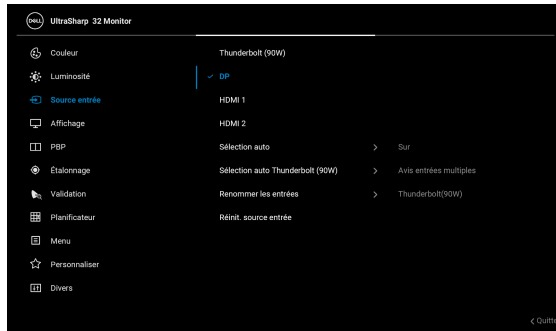 DELL UltraSharp 32 Monitor
Couleur
Thunderbolt (90W)
Luminosité
DP
Source entrée
HDMI 1
Affichage
HDMI 2
PBP
Sélection auto
Sur
Étalonnage
Sélection auto Thunderbolt (90W)
Avis entrées multiples
Validation
Renommer les entrées
Thunderbolt(90W)
Planificateur
Réinit. source entrée
Menu
Personnaliser
Divers
Quitte